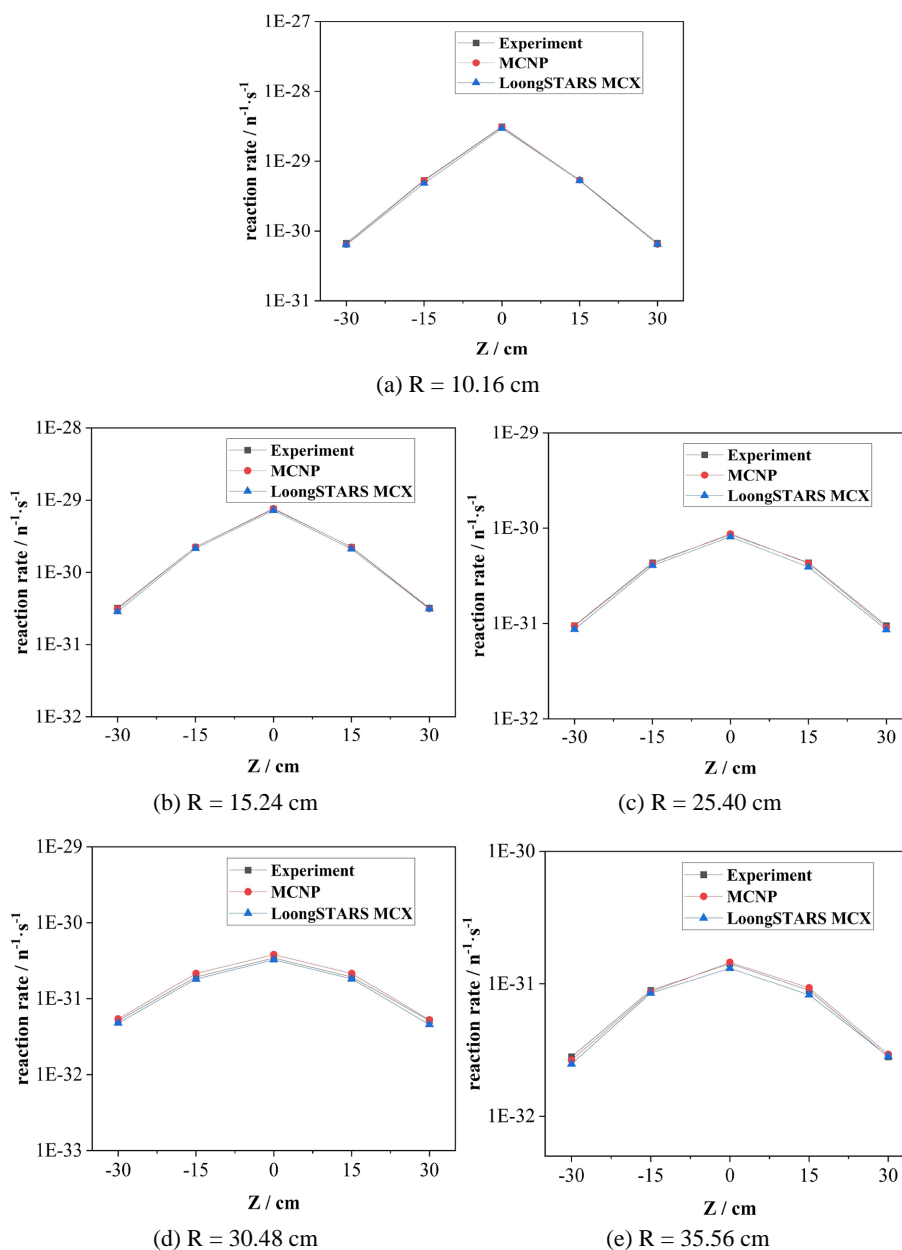 1E-27
1E-28
1E-29
1E-30
1E-31
reaction rate / n⁻¹·s⁻¹
Experiment
MCNP
LoongSTARS MCX
-30 -15 0 15 30
Z / cm
(a) R = 10.16 cm
1E-28
1E-29
1E-30
1E-31
1E-32
reaction rate / n⁻¹·s⁻¹
Experiment
MCNP
LoongSTARS MCX
-30 -15 0 15 30
Z / cm
(b) R = 15.24 cm
1E-29
1E-30
1E-31
1E-32
reaction rate / n⁻¹·s⁻¹
Experiment
MCNP
LoongSTARS MCX
-30 -15 0 15 30
Z / cm
(c) R = 25.40 cm
1E-29
1E-30
1E-31
1E-32
1E-33
reaction rate / n⁻¹·s⁻¹
Experiment
MCNP
LoongSTARS MCX
-30 -15 0 15 30
Z / cm
(d) R = 30.48 cm
1E-30
1E-31
1E-32
reaction rate / n⁻¹·s⁻¹
Experiment
MCNP
LoongSTARS MCX
-30 -15 0 15 30
Z / cm
(e) R = 35.56 cm